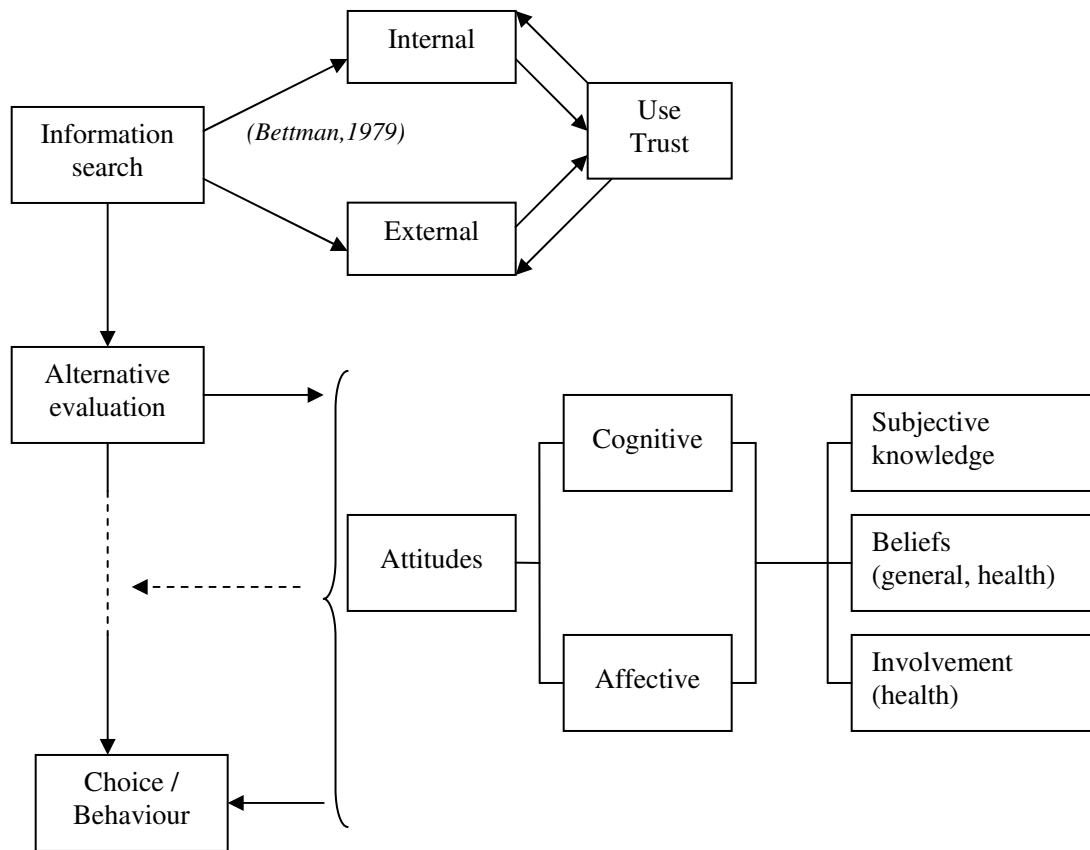 Internal
Information
search
(Bettman,1979)
Use
Trust
External
Alternative
evaluation
Attitudes
Cognitive
Affective
Subjective
knowledge
Beliefs
(general, health)
Involvement
(health)
Choice /
Behaviour